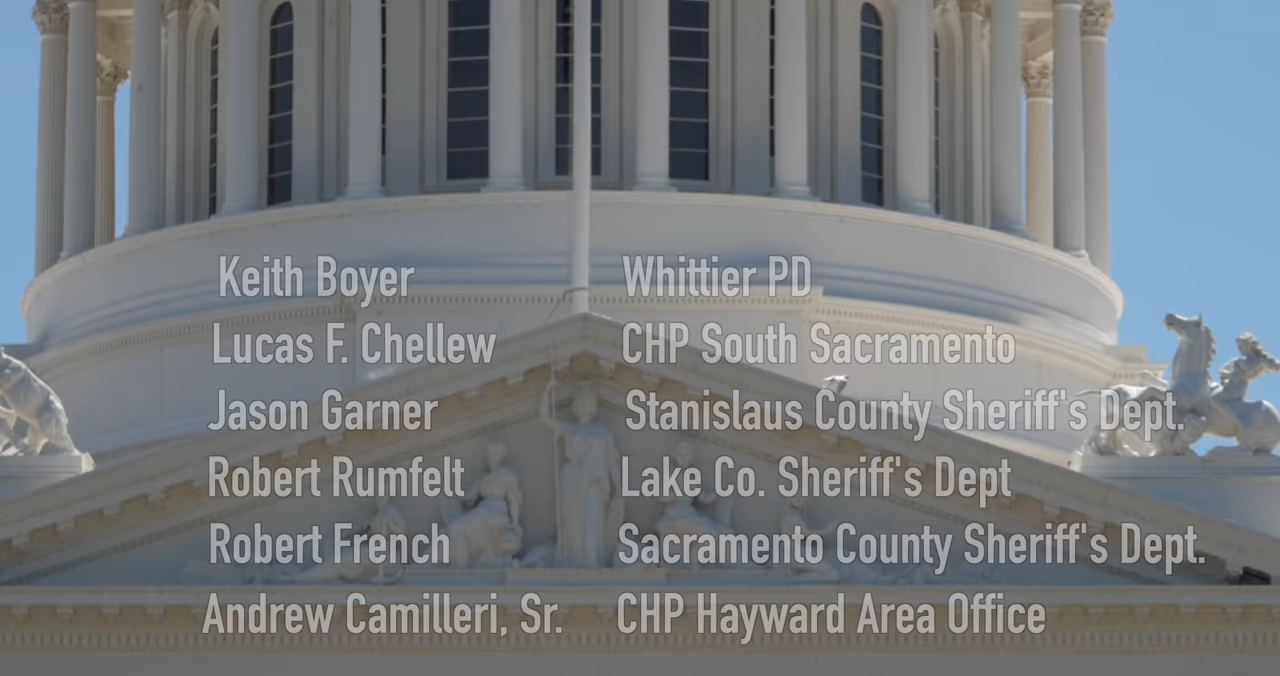 Keith Boyer Whittier PD
Lucas F. Chellew CHP South Sacramento
Jason Garner Stanislaus County Sheriff's Dept.
Robert Rumfelt Lake Co. Sheriff's Dept
Robert French Sacramento County Sheriff's Dept.
Andrew Camilleri, Sr. CHP Hayward Area Office